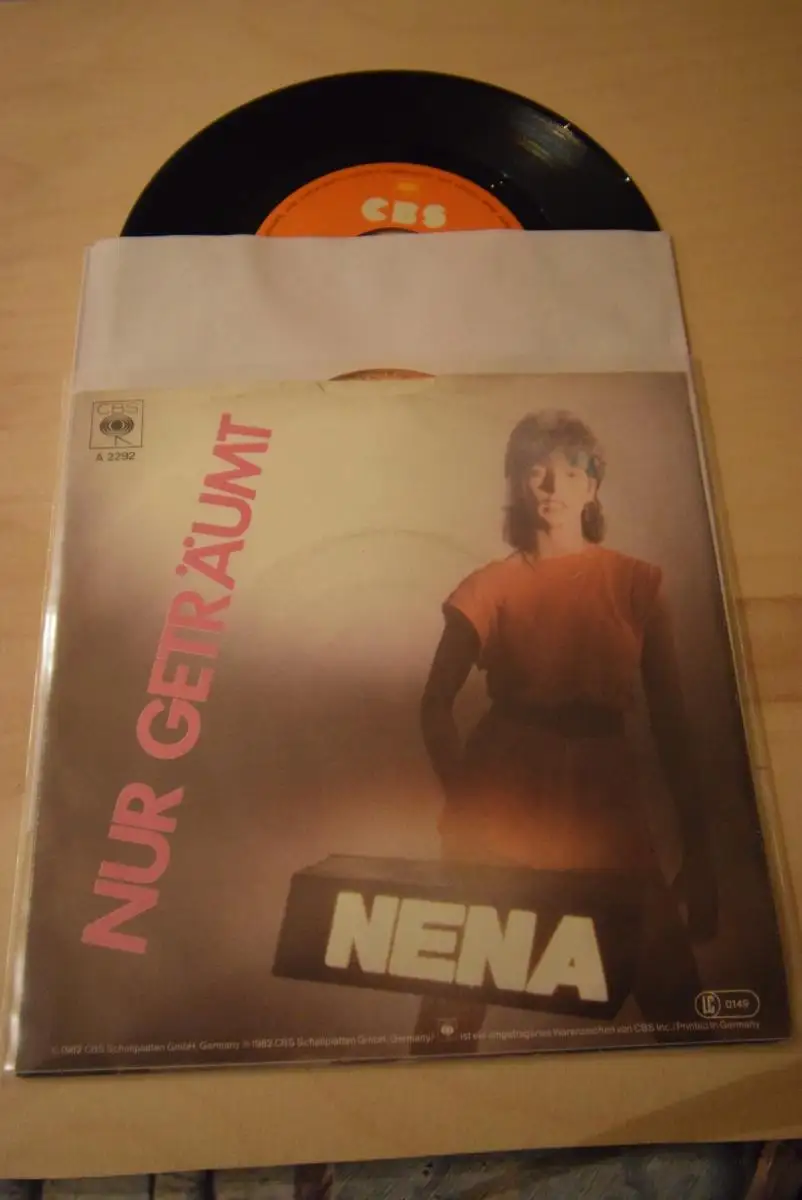 CBS
CBS
A 2292
NUR GETRÄUMT
NENA
LC 0149
© 1982 CBS Schallplatten GmbH, Germany ℗ 1982 CBS Schallplatten GmbH, Germany / ist ein eingetragenes Warenzeichen von CBS Inc. / Printed in Germany